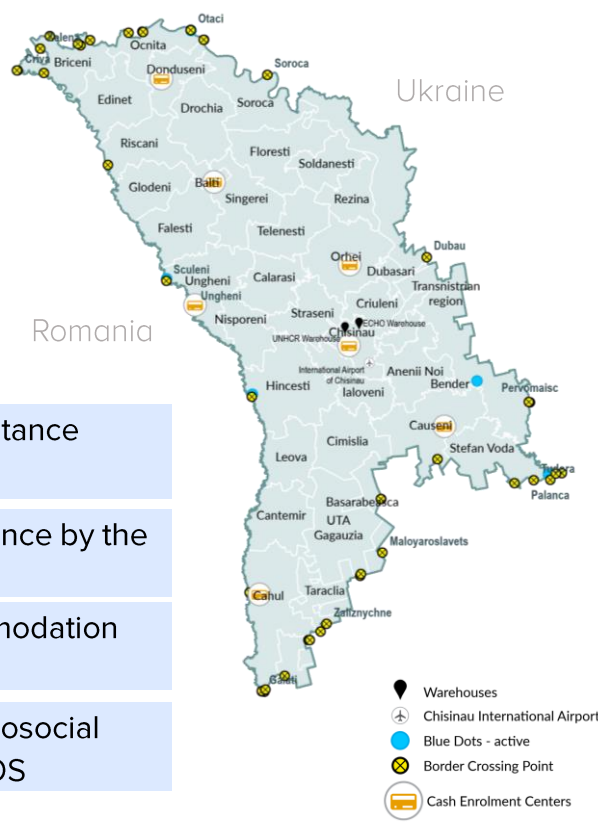 Otaci
Ocnita
Criva
Briceni
Soroca
Donduseni
Ukraine
Edinet
Drochia
Soroca
Riscani
Floresti
Soldanesti
Glodeni
Balti
Singerei
Rezina
Falesti
Telenesti
Dubau
Orhei
Sculeni
Dubasari
Ungheni
Calarasi
Transnistrian
region
Ungheni
Criuleni
Nisporeni
Straseni
ECHO Warehouse
Romania
Chisinau
UNHCR Warehouse
International Airport
of Chisinau
Anenii Noi
Hincesti
Bender
Pervomaisc
Ialoveni
tance
Causeni
Cimislia
Stefan Voda
Leova
Tudora
Palanca
Basarabeasca
Cantemir
UTA
Gagauzia
nce by the
Maloyaroslavets
Cahul
Taraclia
Zaliznychne
nodation
Galati
Warehouses
osocial
OS
Chisinau International Airport
Blue Dots - active
Border Crossing Point
Cash Enrolment Centers